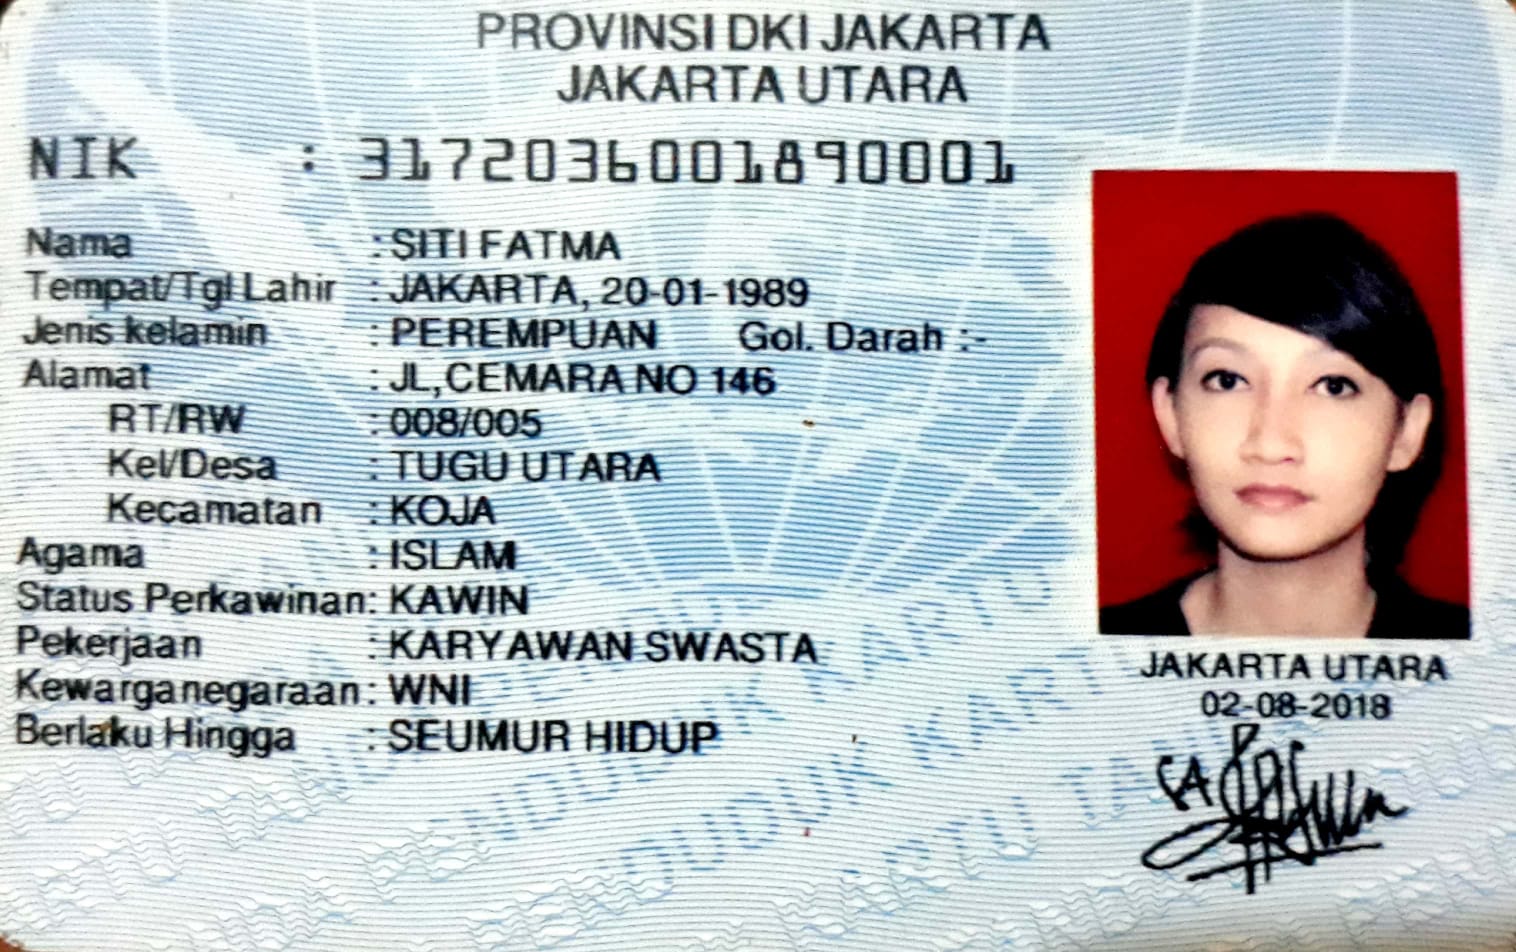 PROVINSI DKI JAKARTA
JAKARTA UTARA
NIK : 3172036001890001
Nama : SITI FATMA
Tempat/Tgl Lahir : JAKARTA, 20-01-1989
Jenis kelamin : PEREMPUAN Gol. Darah :-
Alamat : JL,CEMARA NO 146
RT/RW : 008/005
Kel/Desa : TUGU UTARA
Kecamatan : KOJA
Agama : ISLAM
Status Perkawinan: KAWIN
Pekerjaan : KARYAWAN SWASTA
Kewarganegaraan: WNI
Berlaku Hingga : SEUMUR HIDUP
JAKARTA UTARA
02-08-2018